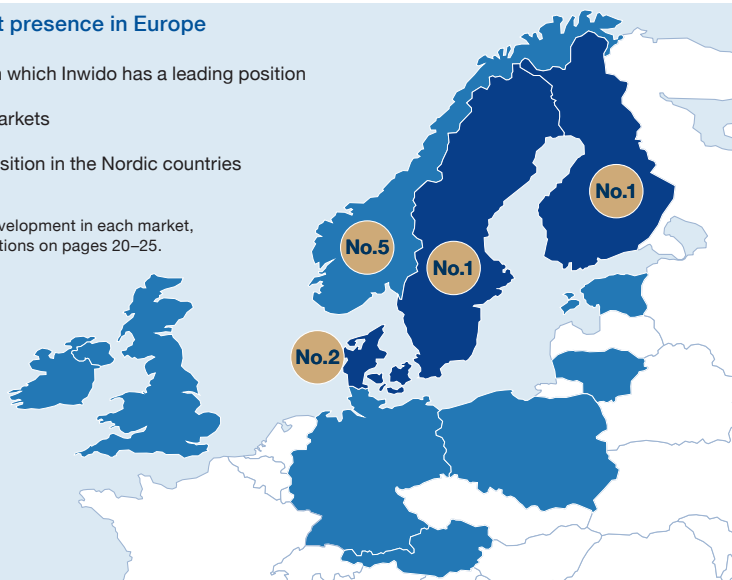 t presence in Europe
n which Inwido has a leading position
arkets
sition in the Nordic countries
evelopment in each market,
tions on pages 20–25.
No.1
No.5
No.1
No.2